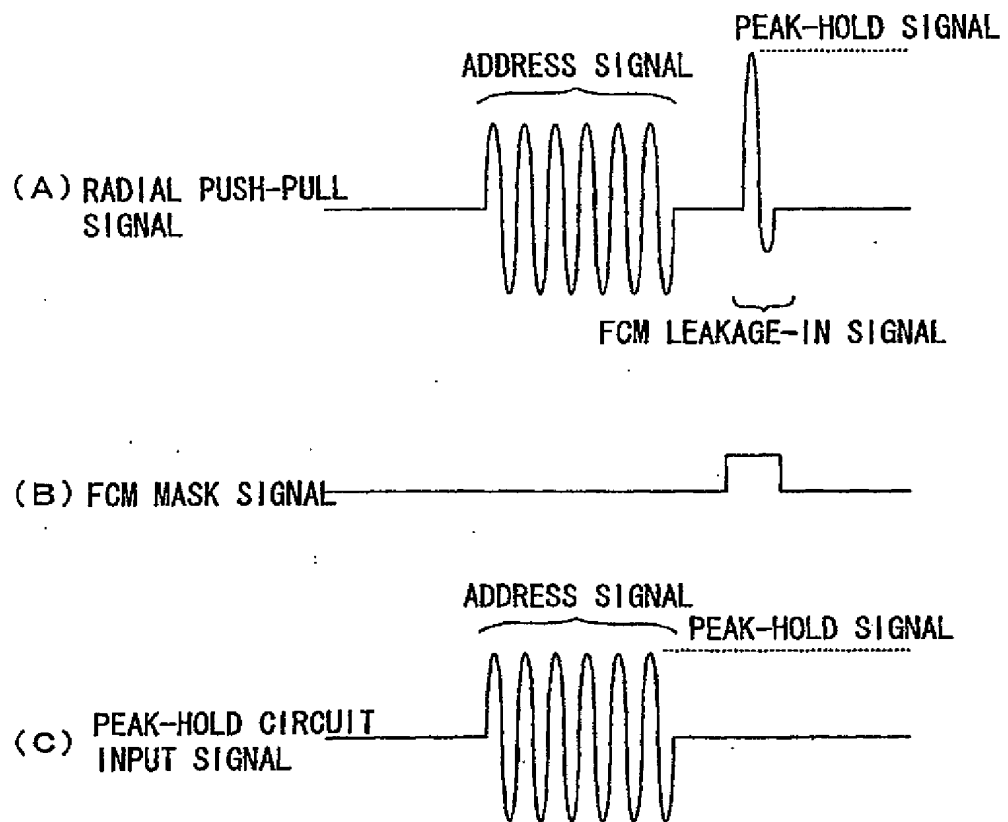 PEAK-HOLD SIGNAL
ADDRESS SIGNAL
(A) RADIAL PUSH-PULL
SIGNAL
FCM LEAKAGE-IN SIGNAL
(B) FCM MASK SIGNAL
ADDRESS SIGNAL
PEAK-HOLD SIGNAL
(C) PEAK-HOLD CIRCUIT
INPUT SIGNAL